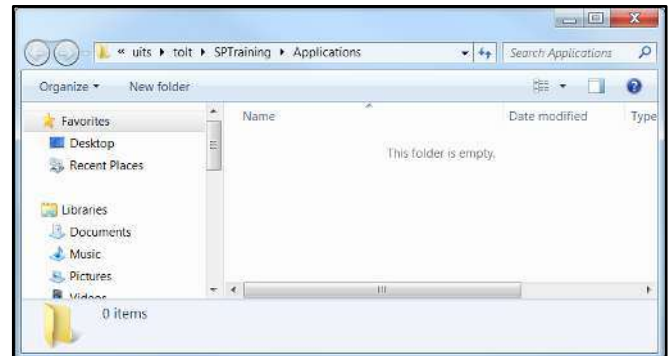 « uits ▸ tolt ▸ SPTraining ▸ Applications
Search Applications
Organize ▾ New folder
Favorites
Desktop
Recent Places
Libraries
Documents
Music
Pictures
Videos
Name Date modified Type
This folder is empty.
0 items